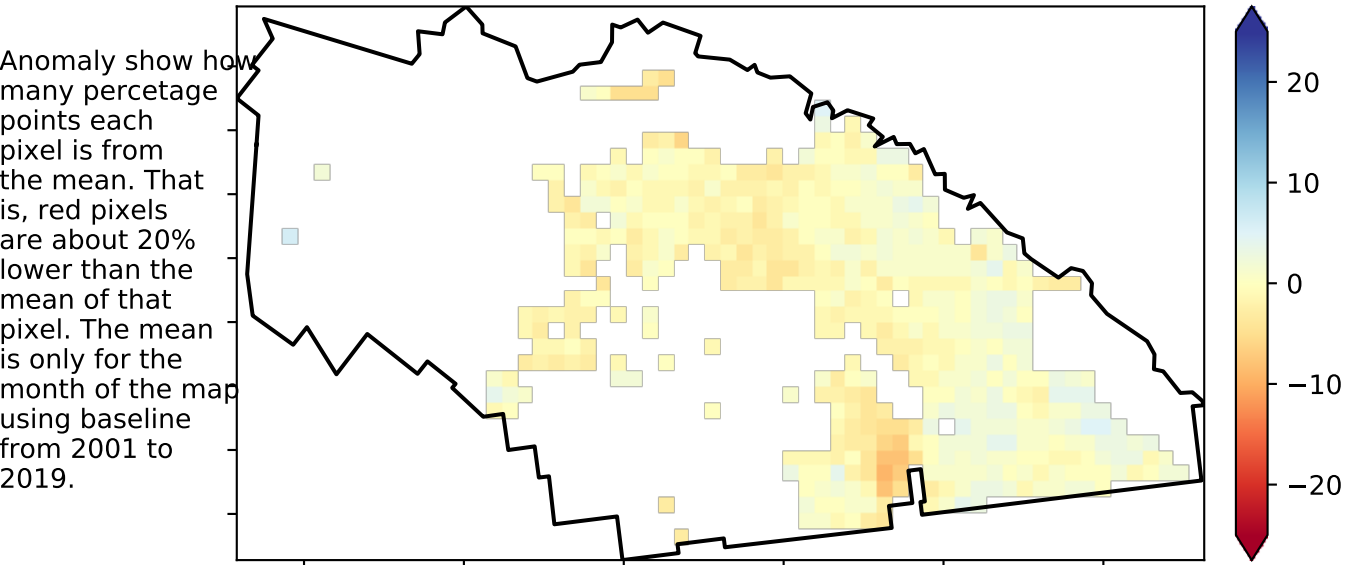 Anomaly show how
many percetage
points each
pixel is from
the mean. That
is, red pixels
are about 20%
lower than the
mean of that
pixel. The mean
is only for the
month of the map
using baseline
from 2001 to
2019.
20
10
0
−10
−20